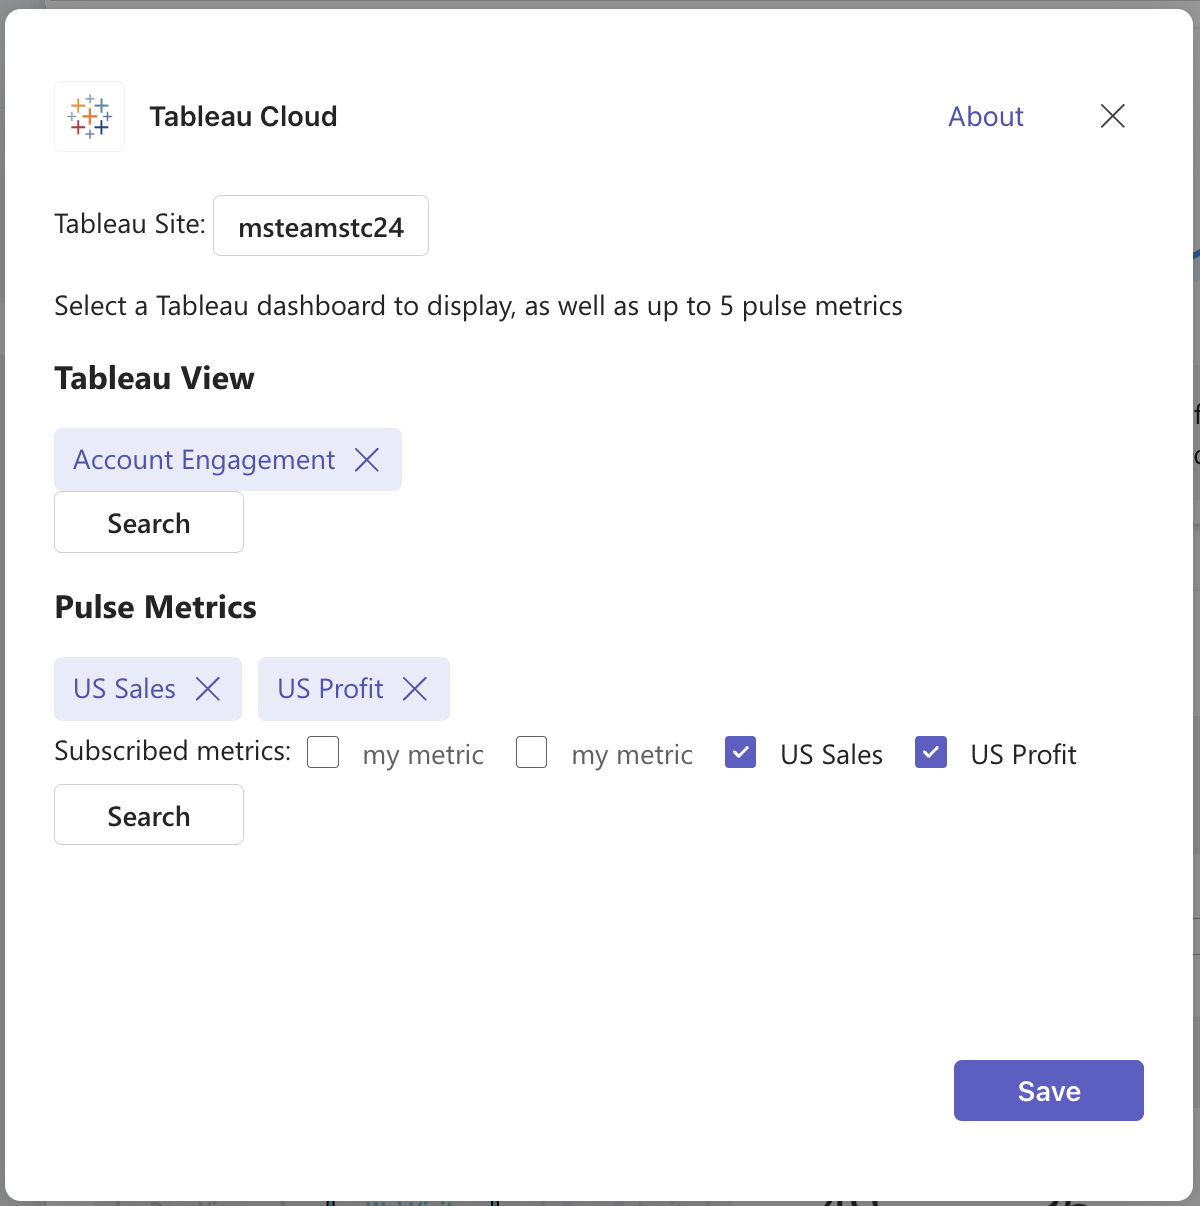 Tableau Cloud
About
Tableau Site: msteamstc24
Select a Tableau dashboard to display, as well as up to 5 pulse metrics
Tableau View
Account Engagement
Search
Pulse Metrics
US Sales US Profit
Subscribed metrics: my metric my metric US Sales US Profit
Search
Save